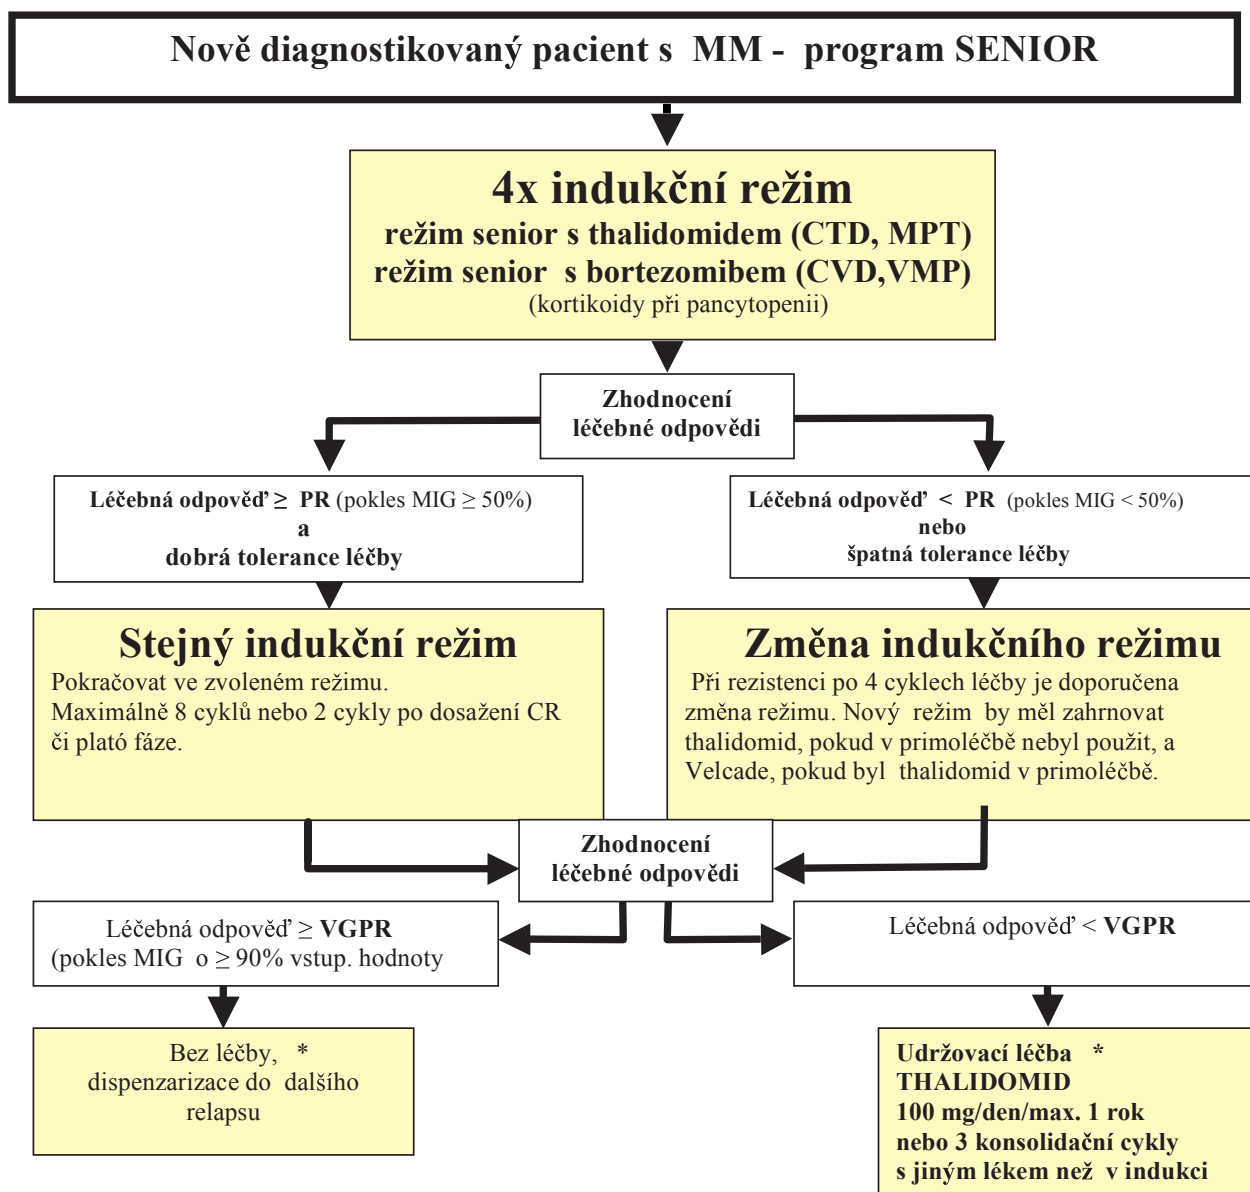 Nově diagnostikovaný pacient s MM - program SENIOR
4x indukční režim
režim senior s thalidomidem (CTD, MPT)
režim senior s bortezomibem (CVD,VMP)
(kortikoidy při pancytopenii)
Zhodnocení
léčebné odpovědi
Léčebná odpověď ≥ PR (pokles MIG ≥ 50%)
a
dobrá tolerance léčby
Léčebná odpověď < PR (pokles MIG < 50%)
nebo
špatná tolerance léčby
Stejný indukční režim
Pokračovat ve zvoleném režimu.
Maximálně 8 cyklů nebo 2 cykly po dosažení CR
či plató fáze.
Změna indukčního režimu
Při rezistenci po 4 cyklech léčby je doporučena
změna režimu. Nový režim by měl zahrnovat
thalidomid, pokud v primoléčbě nebyl použit, a
Velcade, pokud byl thalidomid v primoléčbě.
Zhodnocení
léčebné odpovědi
Léčebná odpověď ≥ VGPR
(pokles MIG o ≥ 90% vstup. hodnoty
Léčebná odpověď < VGPR
Bez léčby, *
dispenzarizace do dalšího
relapsu
Udržovací léčba *
THALIDOMID
100 mg/den/max. 1 rok
nebo 3 konsolidační cykly
s jiným lékem než v indukci